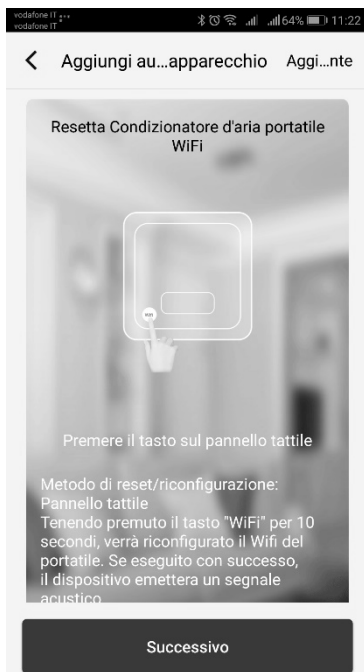 vodafone IT
vodafone IT
64% 11:22
Aggiungi au...apparecchio Aggi...nte
Resetta Condizionatore d'aria portatile
WiFi
WiFi
Premere il tasto sul pannello tattile
Metodo di reset/riconfigurazione:
Pannello tattile
Tenendo premuto il tasto "WiFi" per 10
secondi, verrà riconfigurato il Wifi del
portatile. Se eseguito con successo,
il dispositivo emettera un segnale
acustico
Successivo